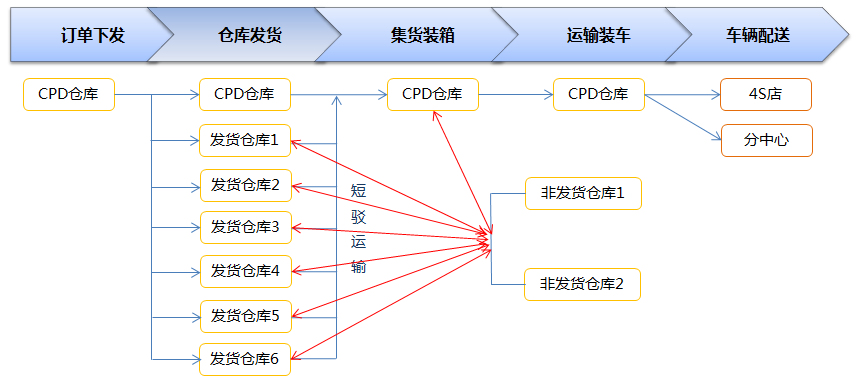 订单下发 仓库发货 集货装箱 运输装车 车辆配送
CPD仓库 CPD仓库 CPD仓库 CPD仓库 4S店
发货仓库1 分中心
发货仓库2 非发货仓库1
发货仓库3
发货仓库4 非发货仓库2
发货仓库5
发货仓库6
短
驳
运
输